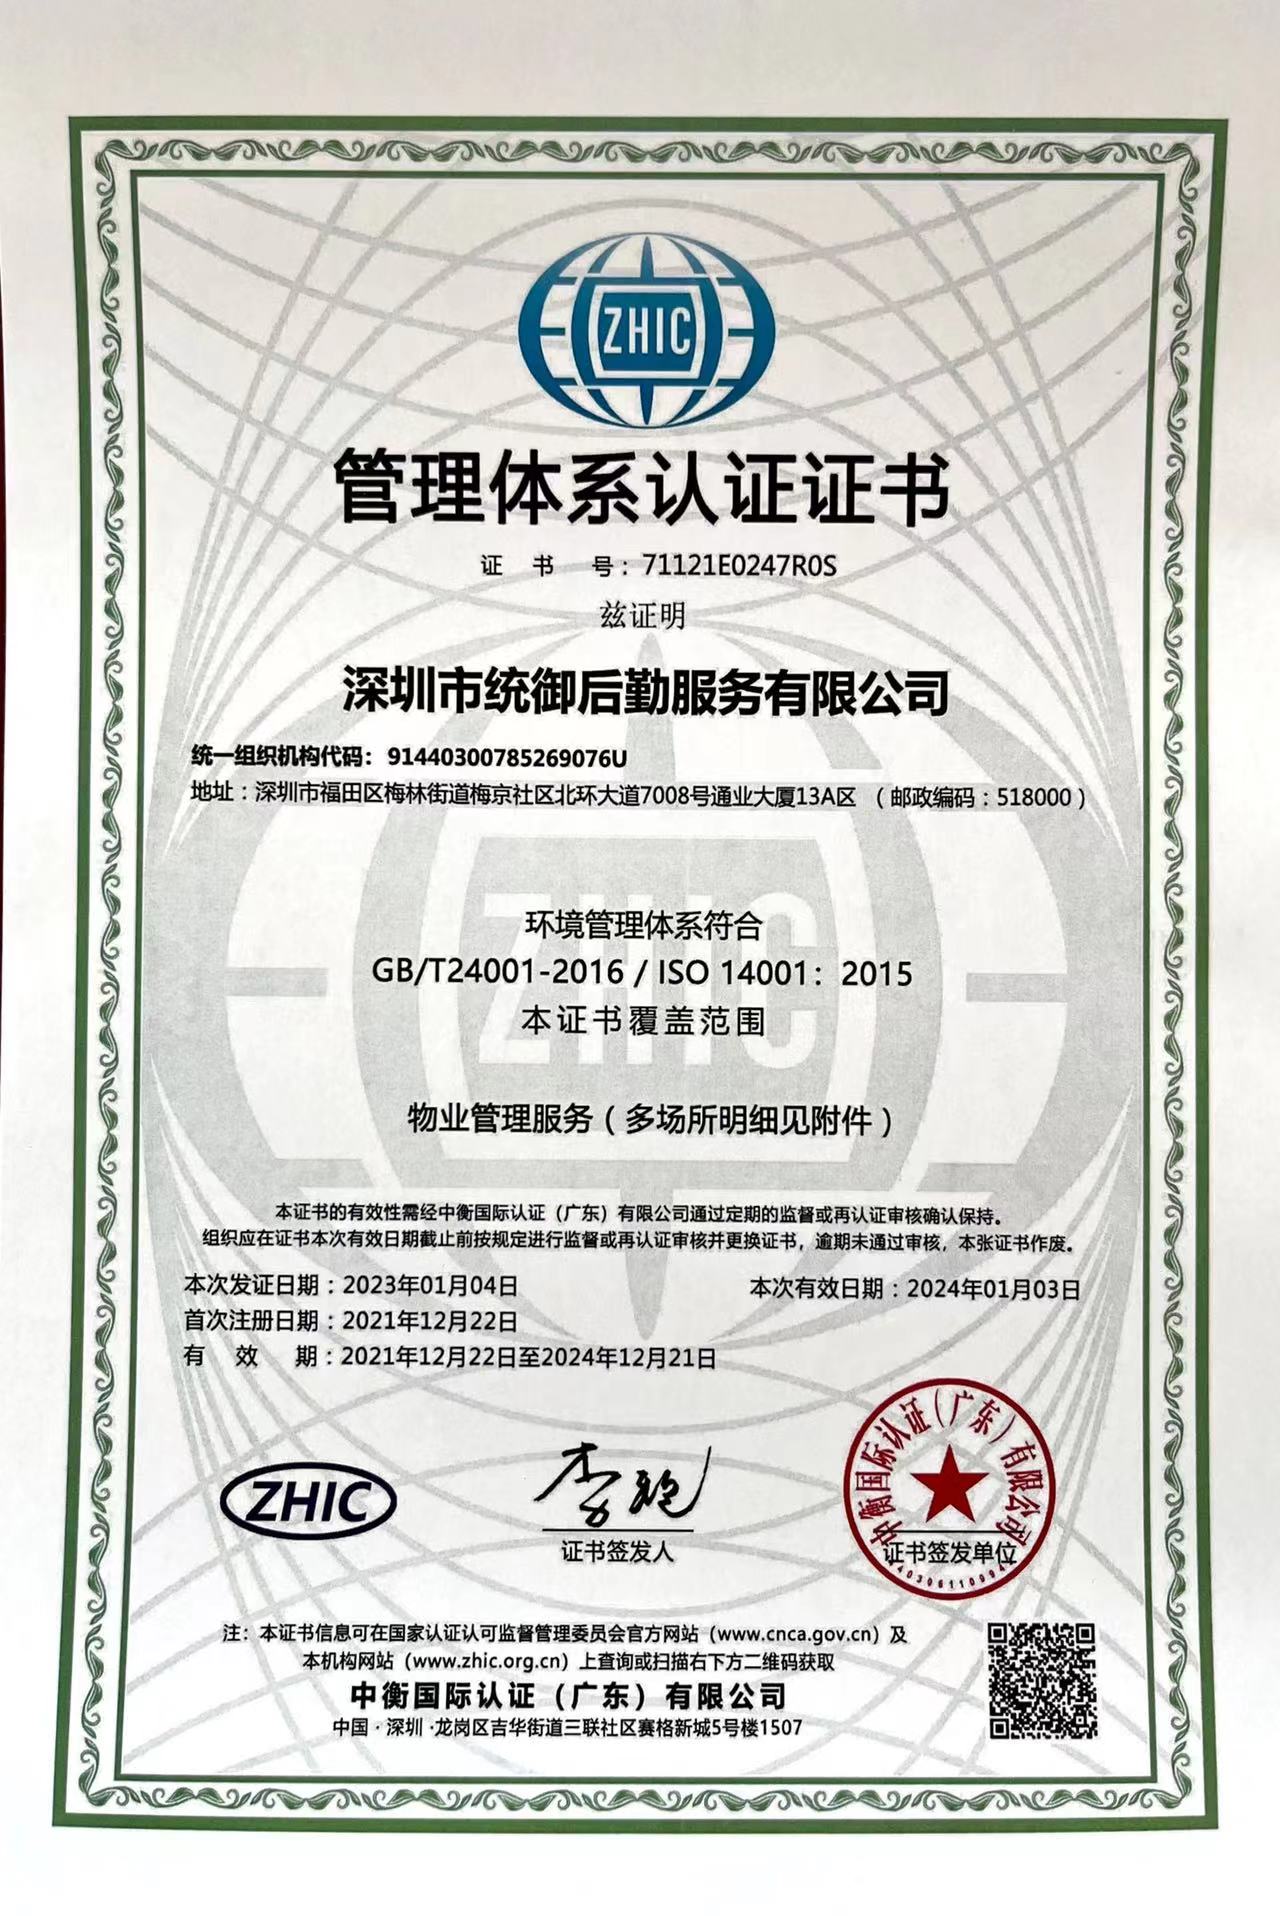 ZHIC
管理体系认证证书
证 书 号：71121E0247R0S
兹证明
深圳市统御后勤服务有限公司
统一组织机构代码： 91440300785269076U
地址：深圳市福田区梅林街道梅京社区北环大道7008号通业大厦13A区 （邮政编码：518000）
环境管理体系符合
GB/T24001-2016 / ISO 14001：2015
本证书覆盖范围
物业管理服务（多场所明细见附件）
本证书的有效性需经中衡国际认证（广东）有限公司通过定期的监督或再认证审核确认保持。
组织应在证书本次有效日期截止前按规定进行监督或再认证审核并更换证书，逾期未通过审核，本张证书作废。
本次发证日期：2023年01月04日 本次有效日期：2024年01月03日
首次注册日期：2021年12月22日
有 效 期：2021年12月22日至2024年12月21日
ZHIC
证书签发人
中衡国际认证（广东）有限公司
证书签发单位
注：本证书信息可在国家认证认可监督管理委员会官方网站（www.cnca.gov.cn）及
本机构网站（www.zhic.org.cn）上查询或扫描右下方二维码获取
中衡国际认证（广东）有限公司
中国·深圳·龙岗区吉华街道三联社区赛格新城5号楼1507